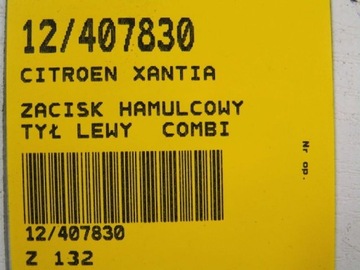 12/407830
CITROEN XANTIA
ZACISK HAMULCOWY
TYŁ LEWY COMBI
Nr op.
12/407830
Z 132